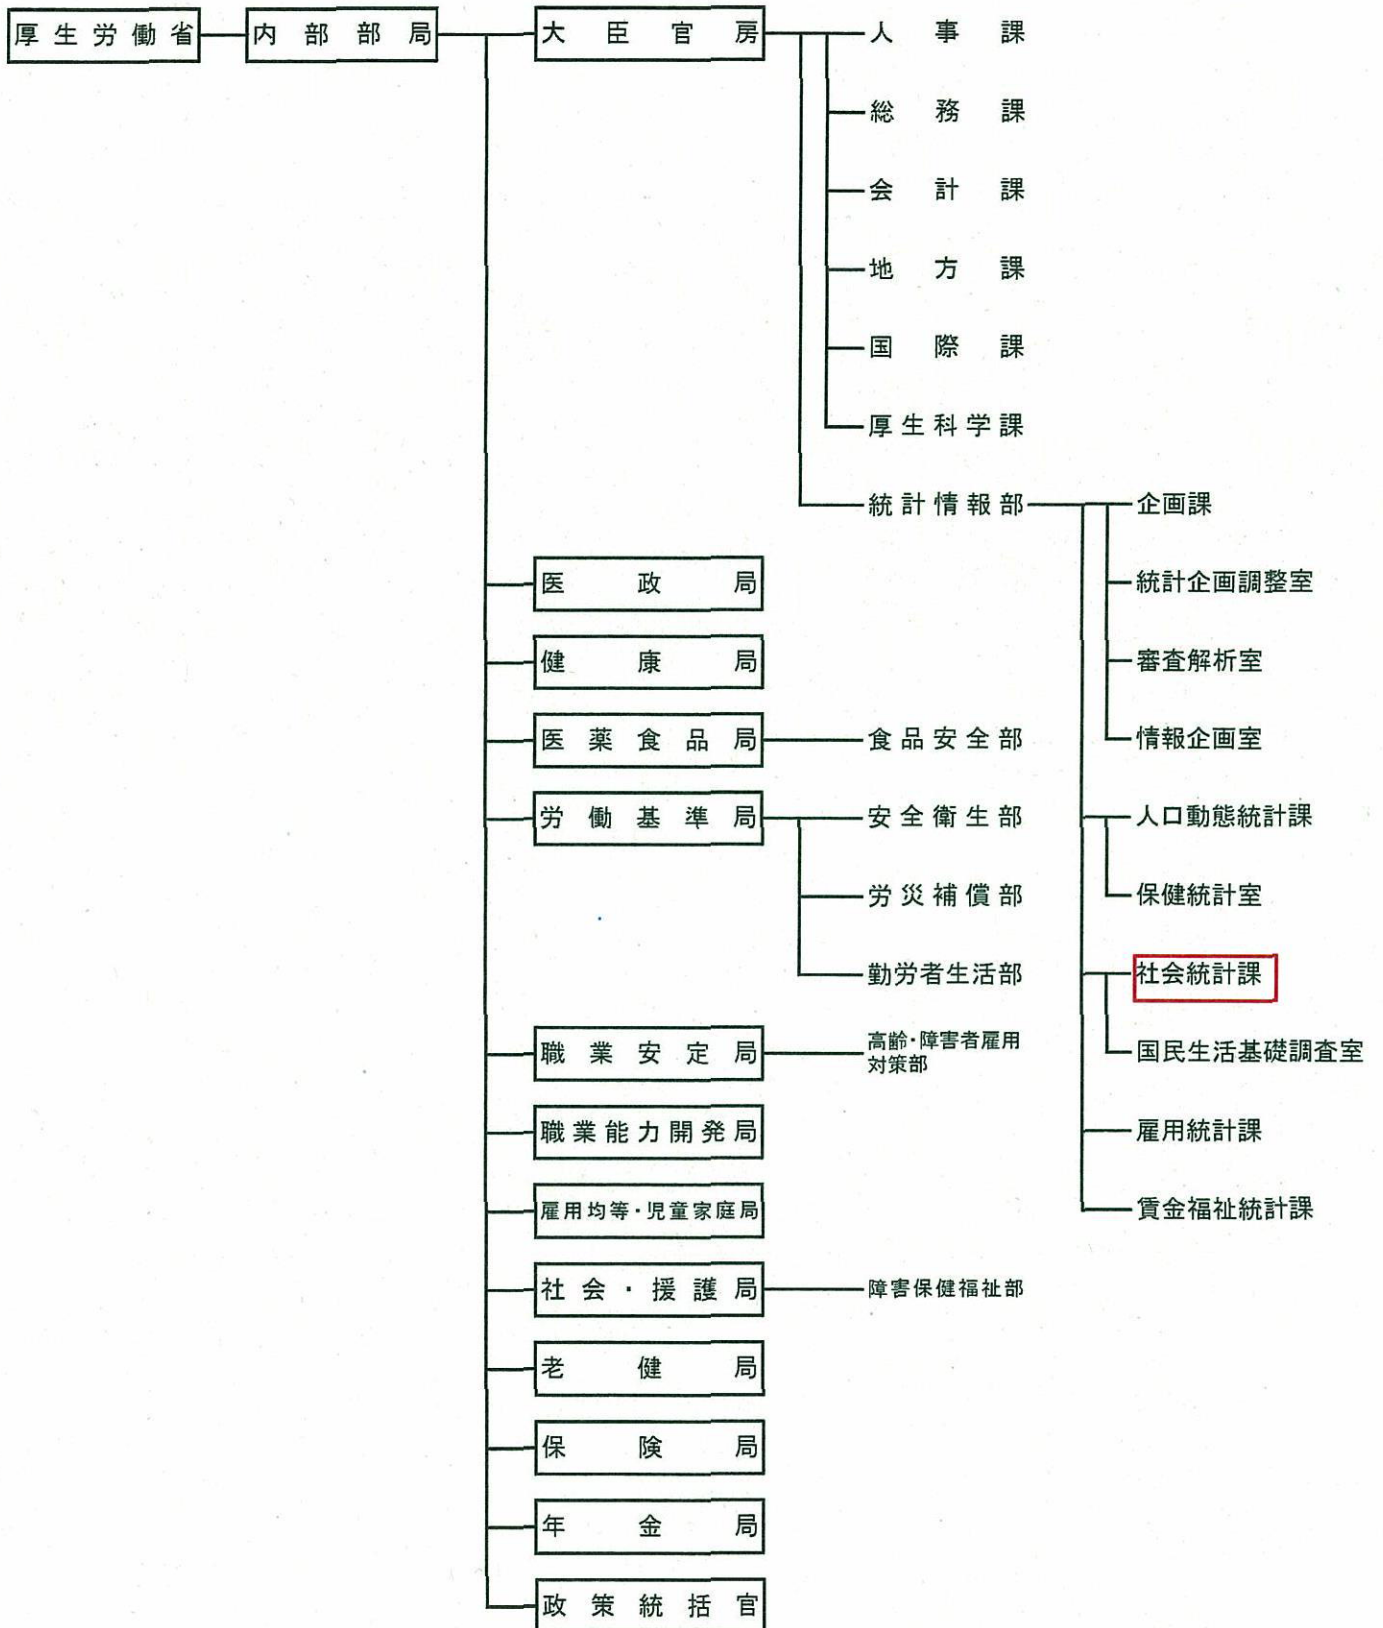 厚生労働省
内部部局
大臣官房
人事課
総務課
会計課
地方課
国際課
厚生科学課
統計情報部
企画課
統計企画調整室
審査解析室
情報企画室
人口動態統計課
保健統計室
社会統計課
国民生活基礎調査室
雇用統計課
賃金福祉統計課
医政局
健康局
医薬食品局
食品安全部
労働基準局
安全衛生部
労災補償部
勤労者生活部
職業安定局
高齢・障害者雇用
対策部
職業能力開発局
雇用均等・児童家庭局
社会・援護局
障害保健福祉部
老健局
保険局
年金局
政策統括官